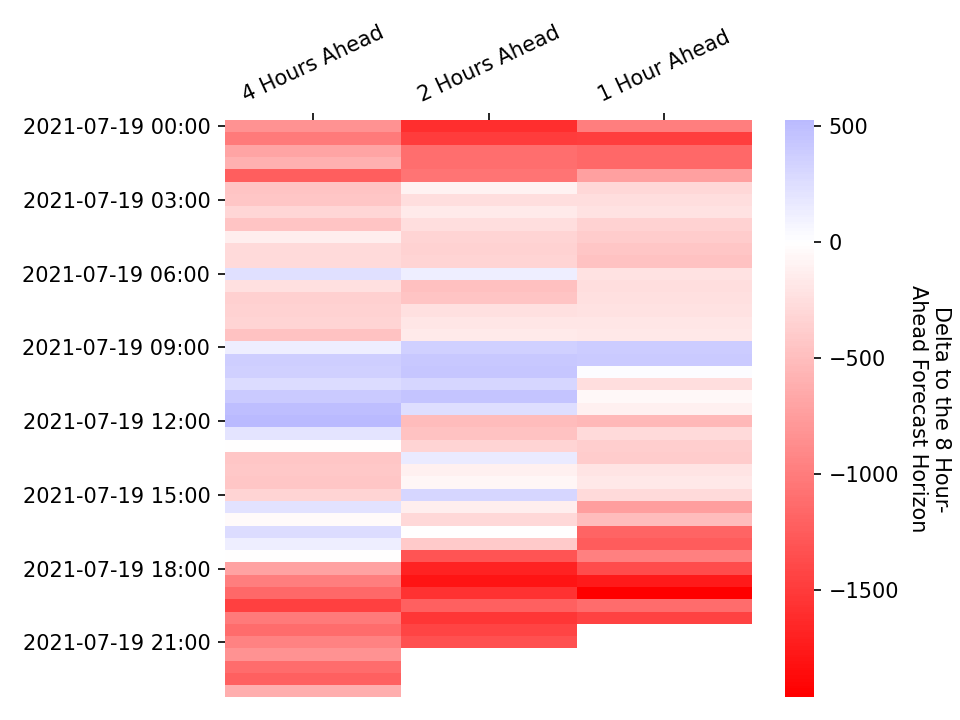 4 Hours Ahead
2 Hours Ahead
1 Hour Ahead
2021-07-19 00:00
2021-07-19 03:00
2021-07-19 06:00
2021-07-19 09:00
2021-07-19 12:00
2021-07-19 15:00
2021-07-19 18:00
2021-07-19 21:00
500
0
−500
−1000
−1500
Delta to the 8 Hour-
Ahead Forecast Horizon